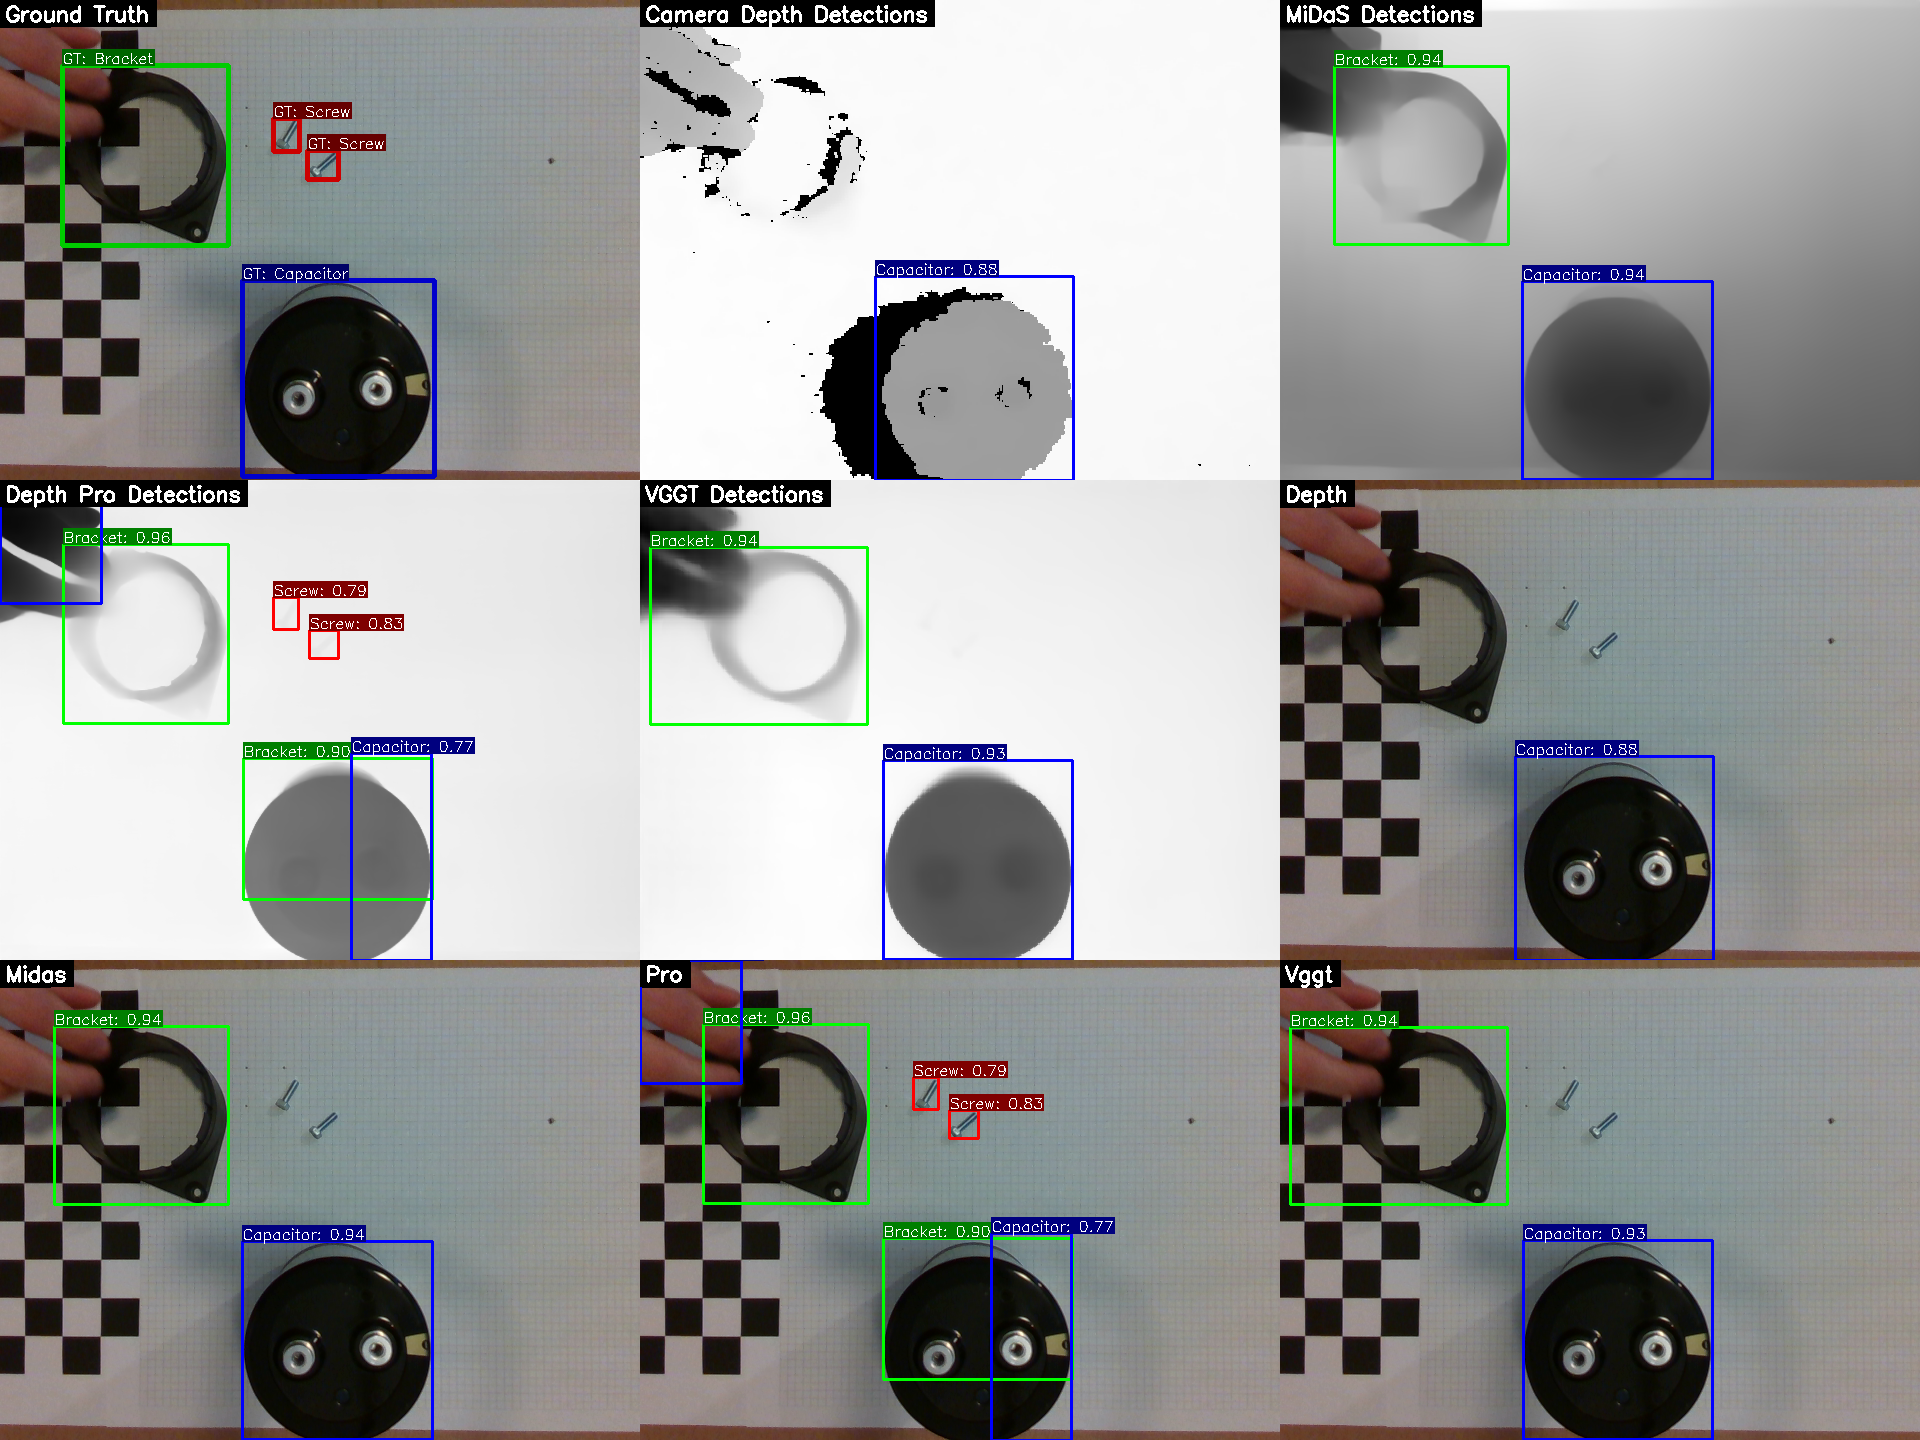 Ground Truth
GT: Bracket
GT: Screw
GT: Screw
GT: Capacitor
Camera Depth Detections
Capacitor: 0.88
MiDaS Detections
Bracket: 0.94
Capacitor: 0.94
Depth Pro Detections
Bracket: 0.96
Screw: 0.79
Screw: 0.83
Bracket: 0.90
Capacitor: 0.77
VGGT Detections
Bracket: 0.94
Capacitor: 0.93
Depth
Capacitor: 0.88
Midas
Bracket: 0.94
Capacitor: 0.94
Pro
Bracket: 0.96
Screw: 0.79
Screw: 0.83
Bracket: 0.90
Capacitor: 0.77
Vggt
Bracket: 0.94
Capacitor: 0.93